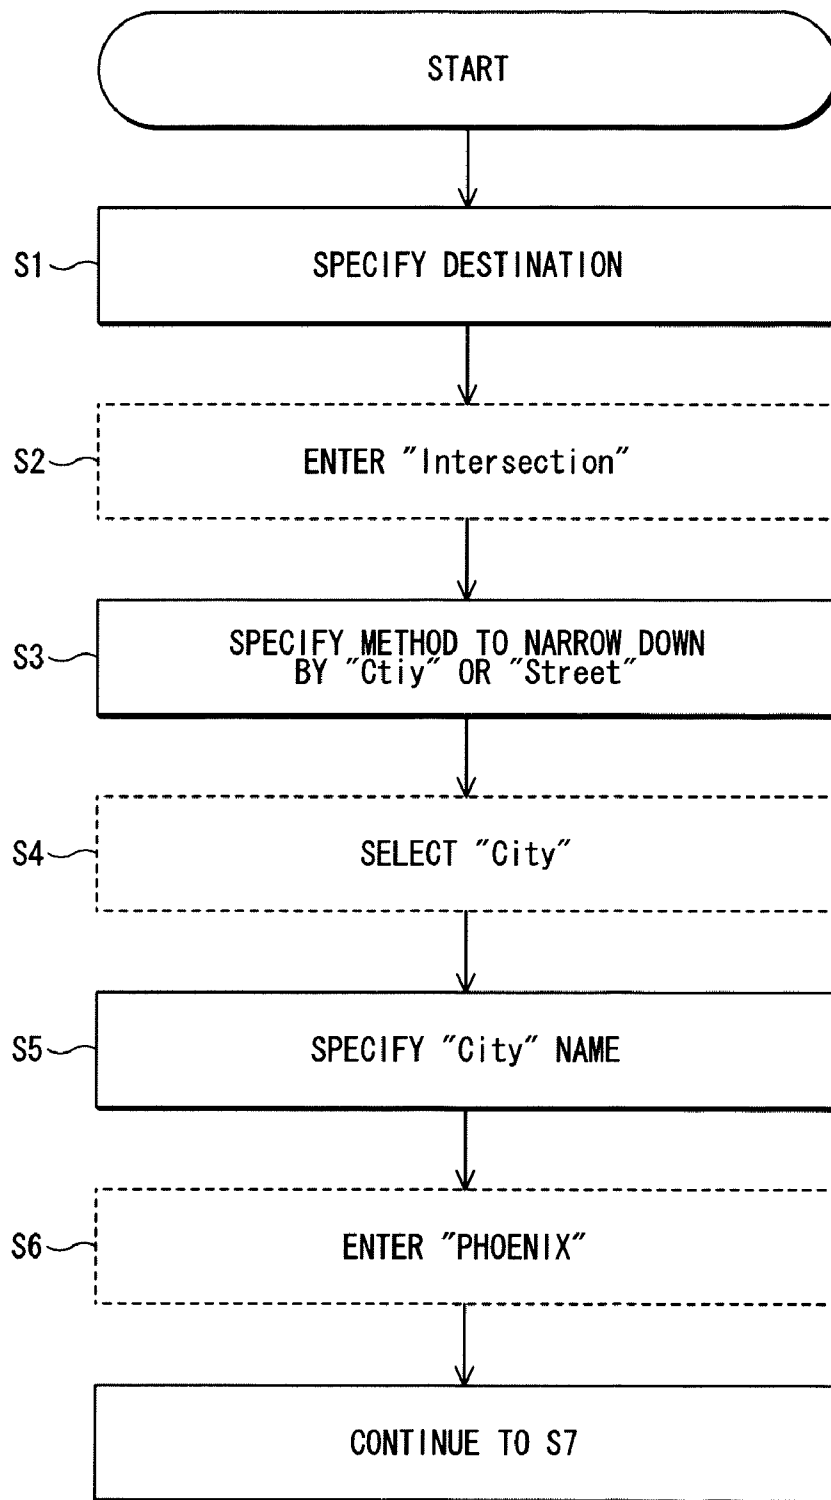 START
S1
SPECIFY DESTINATION
S2
ENTER "Intersection"
S3
SPECIFY METHOD TO NARROW DOWN
BY "Ctiy" OR "Street"
S4
SELECT "City"
S5
SPECIFY "City" NAME
S6
ENTER "PHOENIX"
CONTINUE TO S7